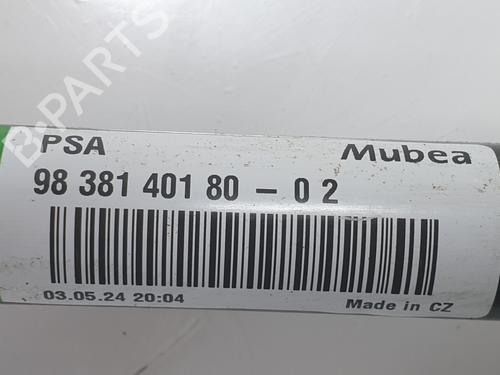 B-PARTS
PSA Mubea
98 381 401 80 - 0 2
03.05.24 20:04 Made in CZ